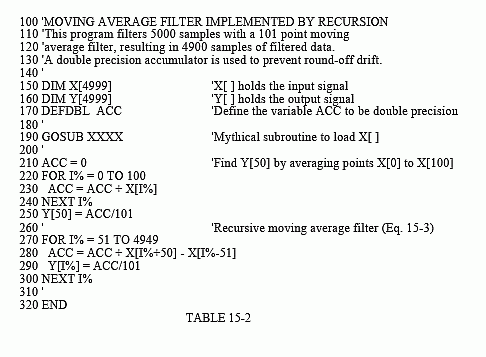 100 'MOVING AVERAGE FILTER IMPLEMENTED BY RECURSION
110 'This program filters 5000 samples with a 101 point moving
120 'average filter, resulting in 4900 samples of filtered data.
130 'A double precision accumulator is used to prevent round-off drift.
140 '
150 DIM X[4999] 'X[ ] holds the input signal
160 DIM Y[4999] 'Y[ ] holds the output signal
170 DEFDBL ACC 'Define the variable ACC to be double precision
180 '
190 GOSUB XXXX 'Mythical subroutine to load X[ ]
200 '
210 ACC = 0 'Find Y[50] by averaging points X[0] to X[100]
220 FOR I% = 0 TO 100
230 ACC = ACC + X[I%]
240 NEXT I%
250 Y[50] = ACC/101
260 ' 'Recursive moving average filter (Eq. 15-3)
270 FOR I% = 51 TO 4949
280 ACC = ACC + X[I%+50] - X[I%-51]
290 Y[I%] = ACC/101
300 NEXT I%
310 '
320 END
TABLE 15-2